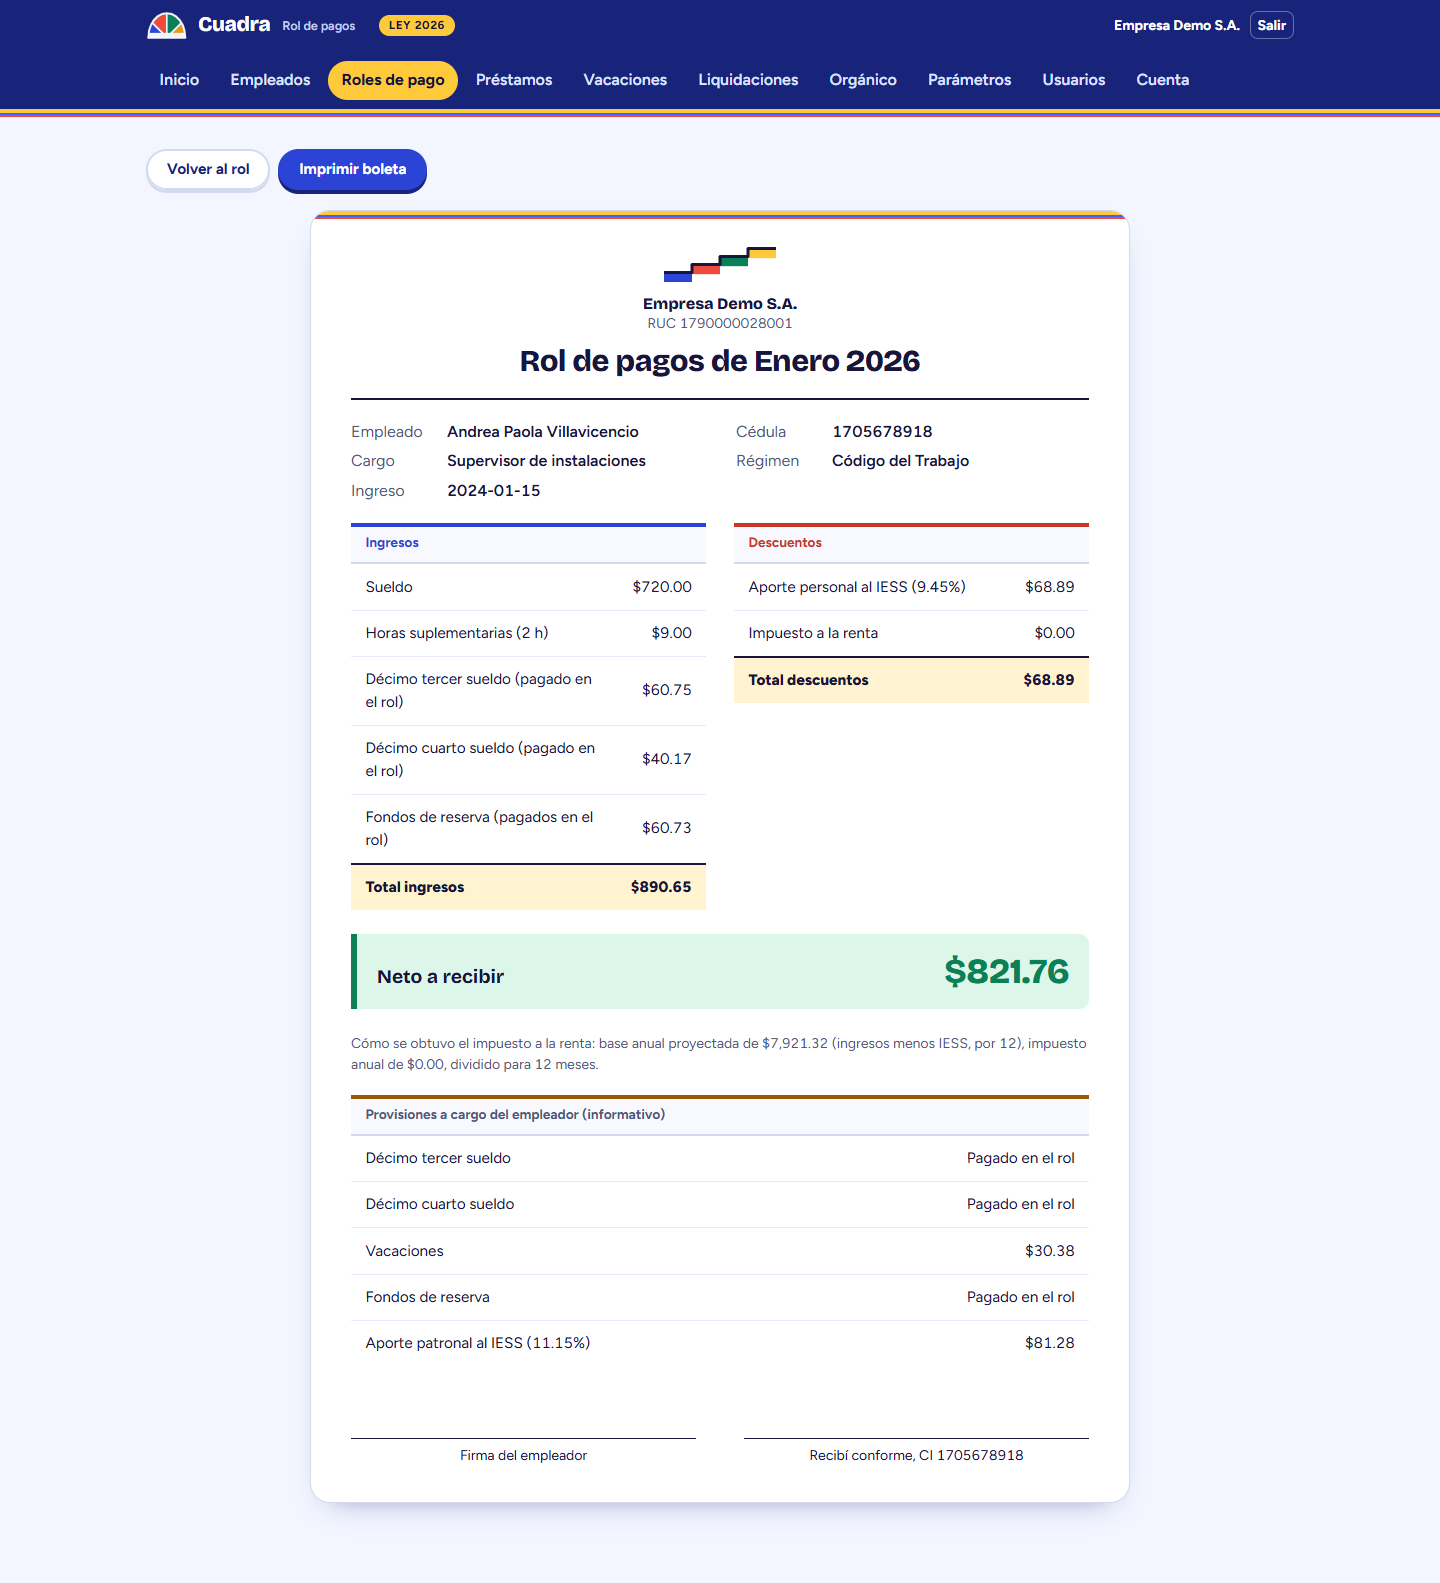 Cuadra Rol de pagos LEY 2026 Empresa Demo S.A. Salir
Inicio Empleados Roles de pago Préstamos Vacaciones Liquidaciones Orgánico Parámetros Usuarios Cuenta
Volver al rol Imprimir boleta
Empresa Demo S.A.
RUC 1790000028001
Rol de pagos de Enero 2026
Empleado Andrea Paola Villavicencio
Cédula 1705678918
Cargo Supervisor de instalaciones
Régimen Código del Trabajo
Ingreso 2024-01-15
Ingresos
Sueldo $720.00
Horas suplementarias (2 h) $9.00
Décimo tercer sueldo (pagado en
el rol) $60.75
Décimo cuarto sueldo (pagado en
el rol) $40.17
Fondos de reserva (pagados en el
rol) $60.73
Total ingresos $890.65
Descuentos
Aporte personal al IESS (9.45%) $68.89
Impuesto a la renta $0.00
Total descuentos $68.89
Neto a recibir $821.76
Cómo se obtuvo el impuesto a la renta: base anual proyectada de $7,921.32 (ingresos menos IESS, por 12), impuesto
anual de $0.00, dividido para 12 meses.
Provisiones a cargo del empleador (informativo)
Décimo tercer sueldo Pagado en el rol
Décimo cuarto sueldo Pagado en el rol
Vacaciones $30.38
Fondos de reserva Pagado en el rol
Aporte patronal al IESS (11.15%) $81.28
Firma del empleador
Recibí conforme, CI 1705678918